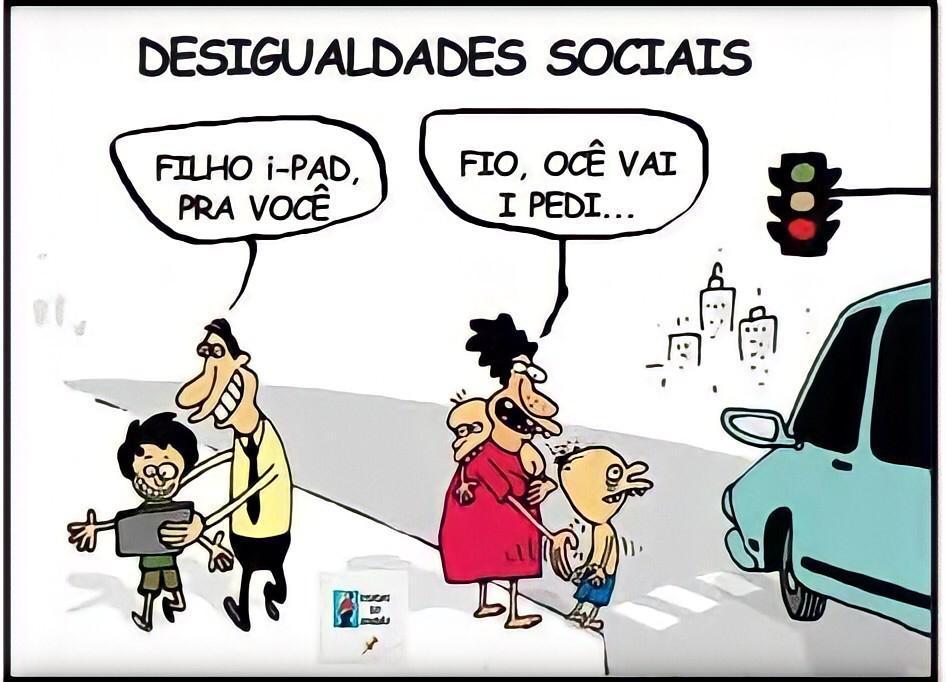 DESIGUALDADES SOCIAIS
FILHO i-PAD,
PRA VOCÊ
FIO, OCÊ VAI
I PEDI...